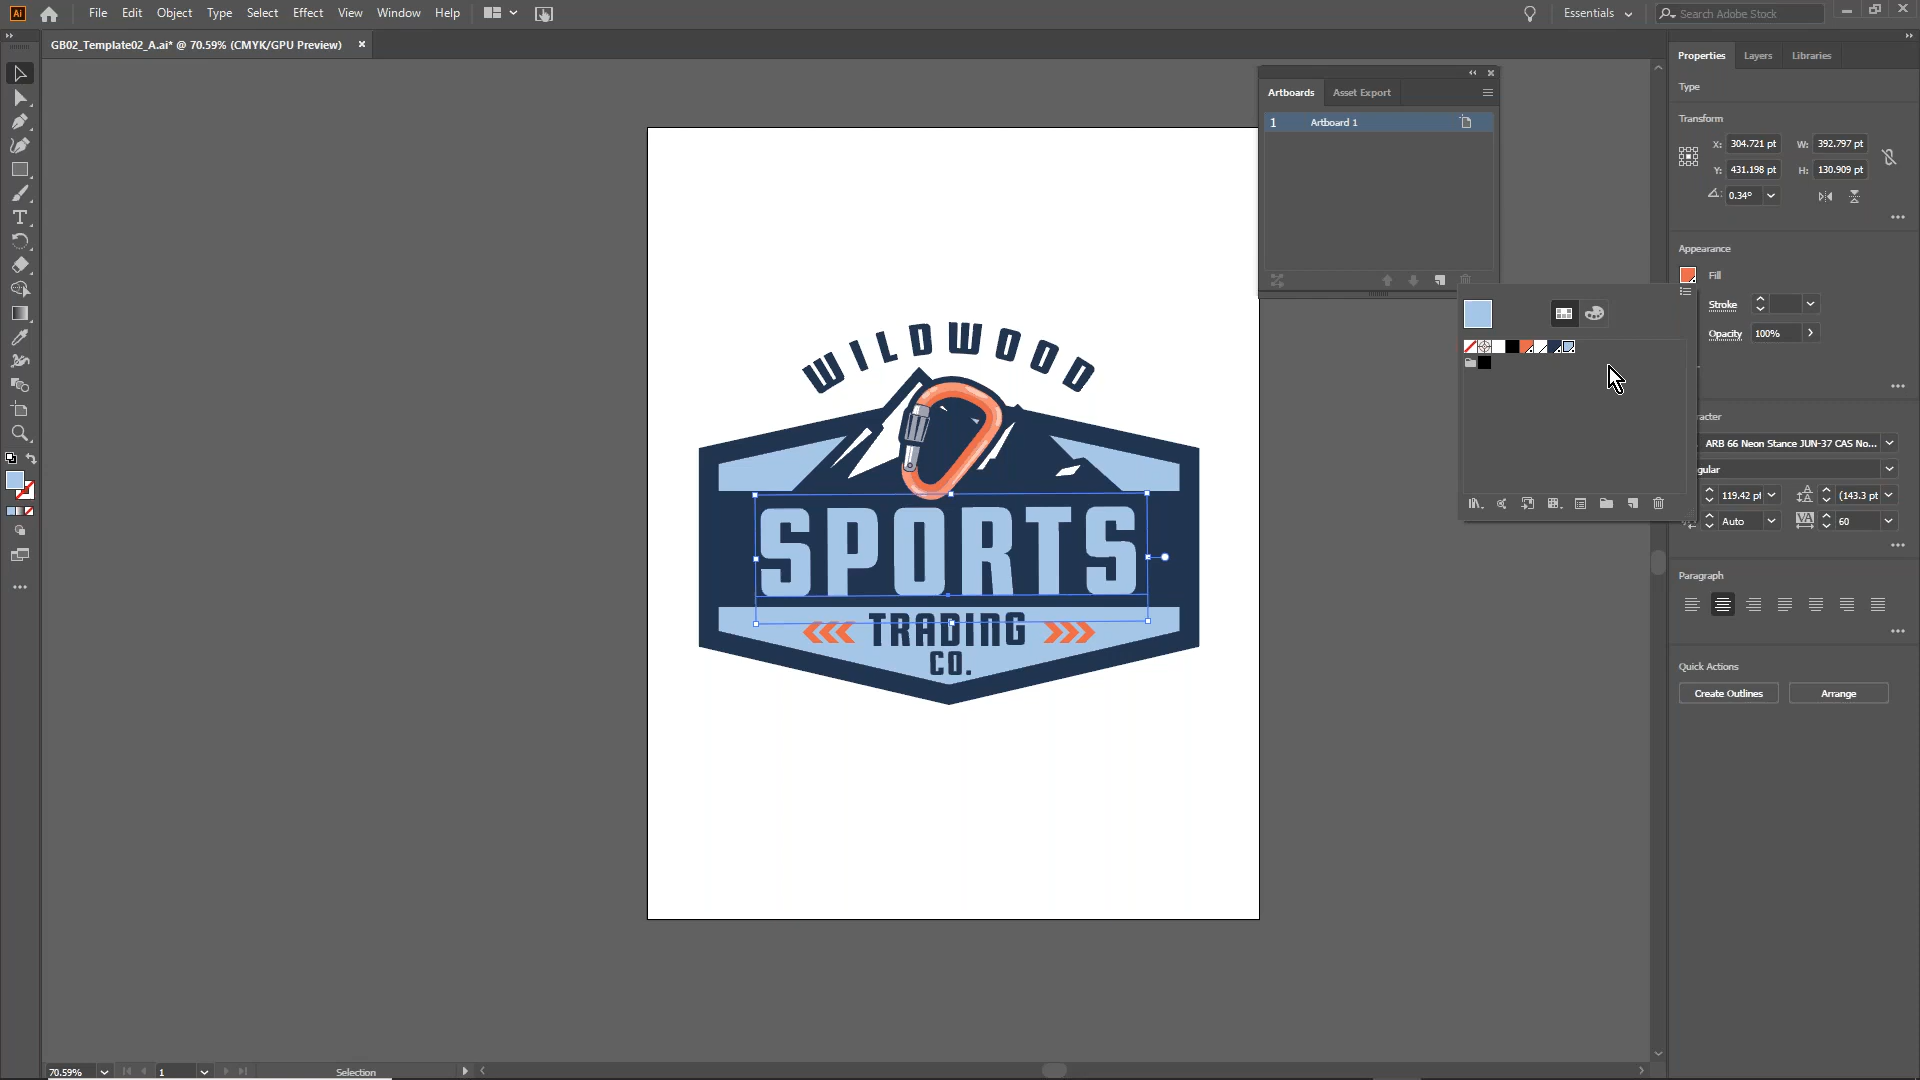 Ai File Edit Object Type Select Effect View Window Help
Essentials
Search Adobe Stock
GB02_Template02_A.ai* @ 70.59% (CMYK/GPU Preview)
Artboards Asset Export
1 Artboard 1
WILDWOOD
SPORTS
TRADING
CO.
Properties Layers Libraries
Type
Transform
X: 304.721 pt W: 392.797 pt
Y: 431.198 pt H: 130.909 pt
0.34°
Appearance
Fill
Stroke
Opacity 100%
racter
ARB 66 Neon Stance JUN-37 CAS No...
gular
119.42 pt (143.3 pt
Auto 60
Paragraph
Quick Actions
Create Outlines Arrange
70.59% 1 Selection